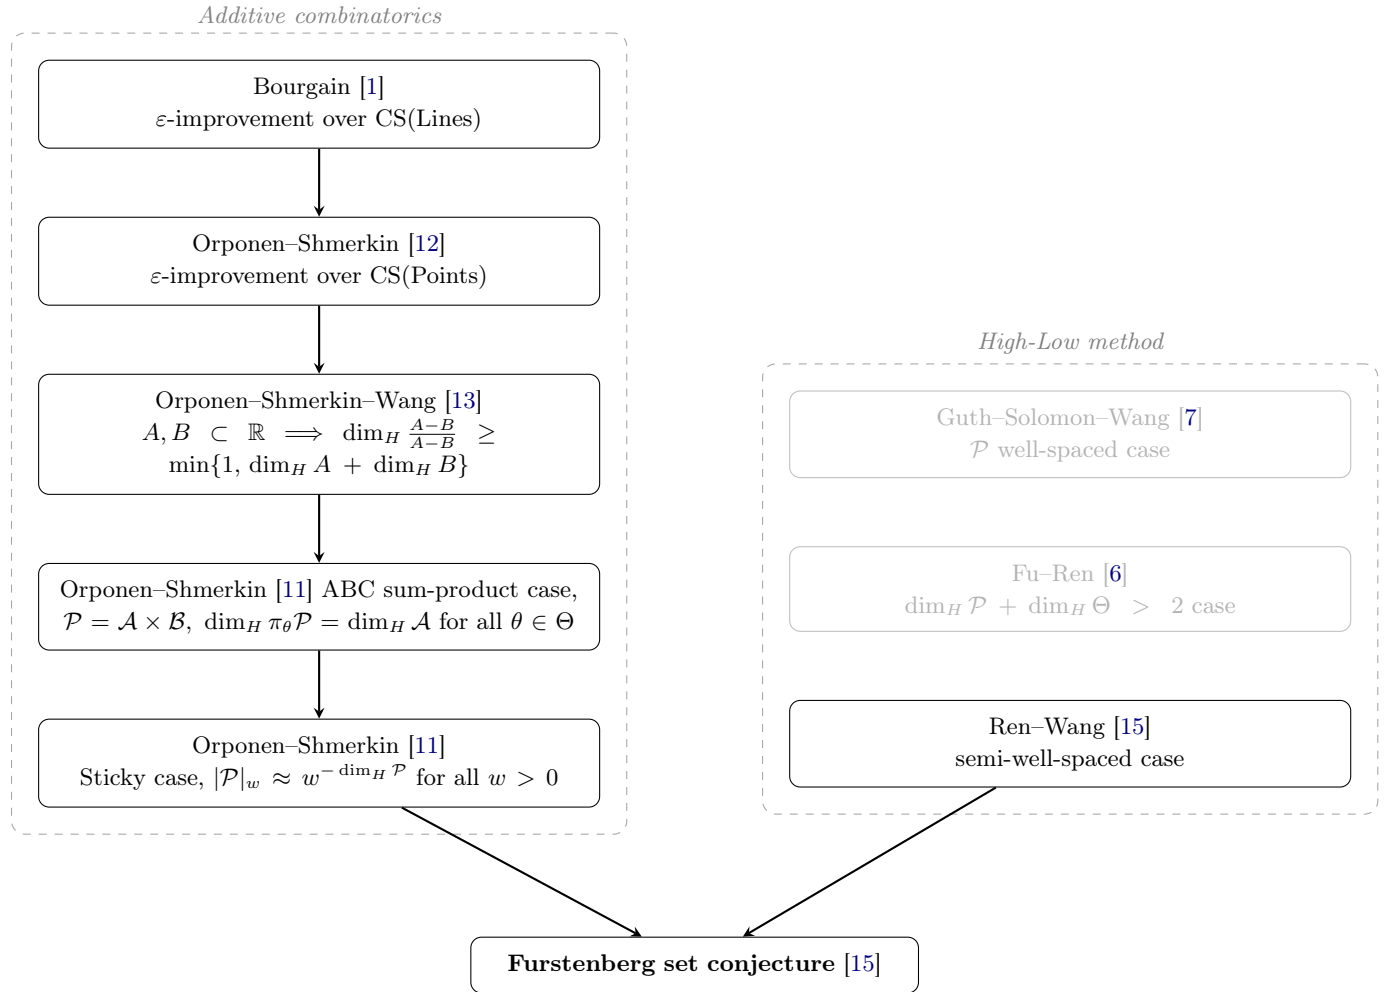 Additive combinatorics
Bourgain [1]
ε-improvement over CS(Lines)
Orponen–Shmerkin [12]
ε-improvement over CS(Points)
Orponen–Shmerkin–Wang [13]
A, B ⊂ ℝ ⟹ dim_H \frac{A−B}{A−B} ≥
min{1, dim_H A + dim_H B}
Orponen–Shmerkin [11] ABC sum-product case,
𝒫 = 𝒜 × ℬ, dim_H π_θ𝒫 = dim_H 𝒜 for all θ ∈ Θ
Orponen–Shmerkin [11]
Sticky case, |𝒫|_w ≈ w^{− dim_H 𝒫} for all w > 0
High-Low method
Guth–Solomon–Wang [7]
𝒫 well-spaced case
Fu–Ren [6]
dim_H 𝒫 + dim_H Θ > 2 case
Ren–Wang [15]
semi-well-spaced case
Furstenberg set conjecture [15]